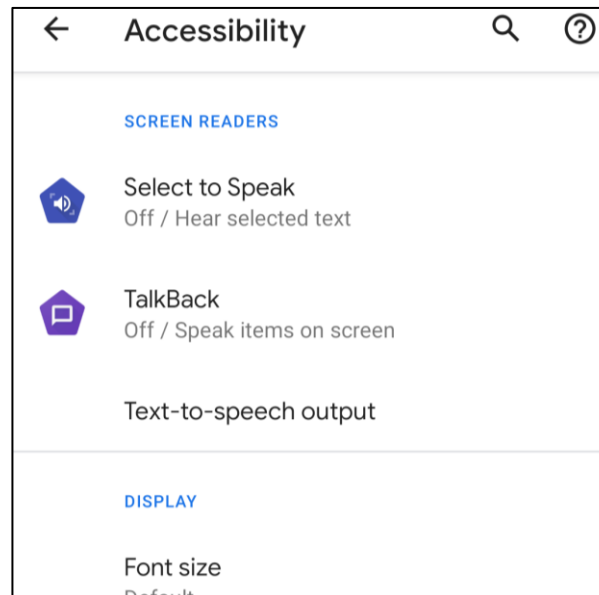 Accessibility
SCREEN READERS
Select to Speak
Off / Hear selected text
TalkBack
Off / Speak items on screen
Text-to-speech output
DISPLAY
Font size
Default